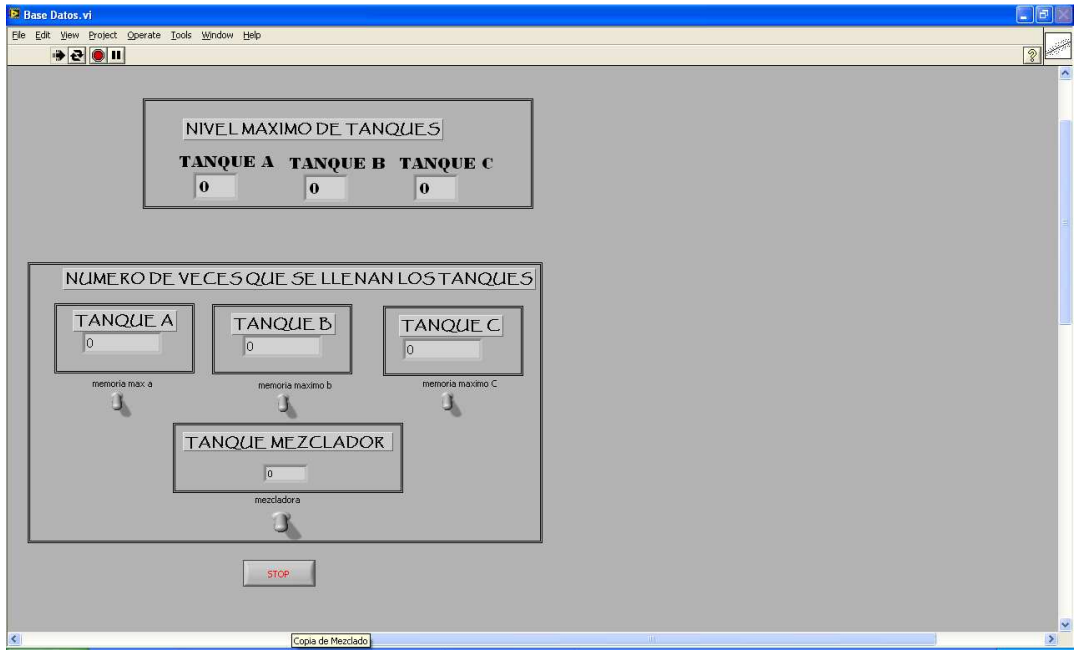 Base Datos.vi
File Edit View Project Operate Tools Window Help
?
NIVEL MAXIMO DE TANQUES
TANQUE A TANQUE B TANQUE C
0 0 0
NUMERO DE VECES QUE SE LLENAN LOS TANQUES
TANQUE A TANQUE B TANQUE C
0 0 0
memoria max a memoria maximo b memoria maximo C
TANQUE MEZCLADOR
0
mezcladora
STOP
Copia de Mezclado